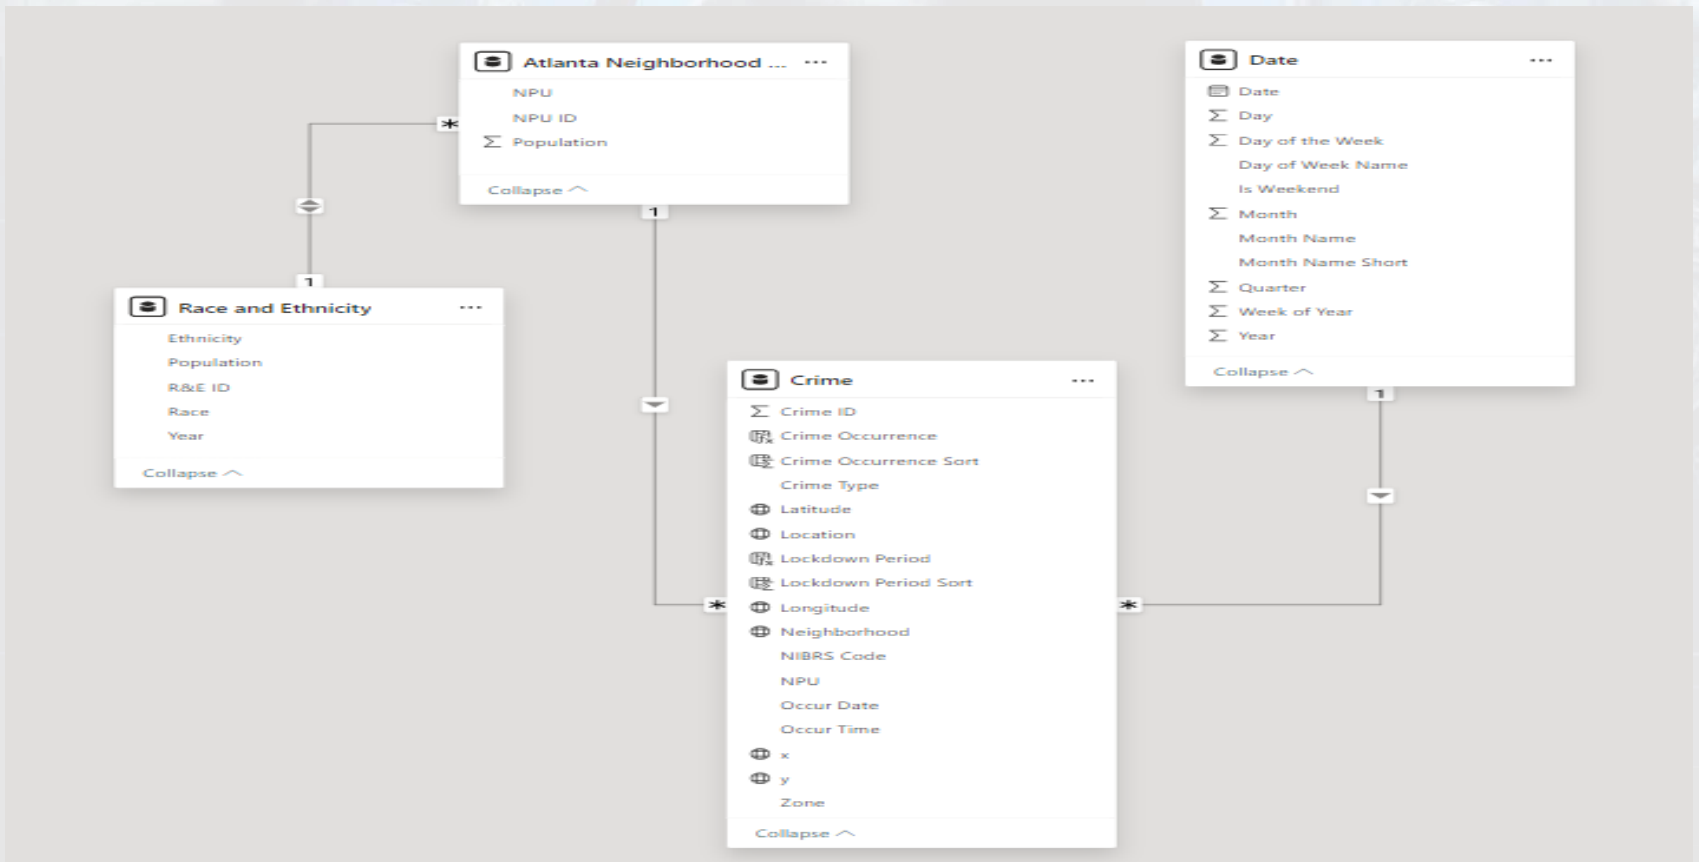 Atlanta Neighborhood ...
NPU
NPU ID
Population
Collapse
*
1
1
Race and Ethnicity
Ethnicity
Population
R&E ID
Race
Year
Collapse
Crime
Crime ID
Crime Occurrence
Crime Occurrence Sort
Crime Type
Latitude
Location
Lockdown Period
Lockdown Period Sort
Longitude
Neighborhood
NIBRS Code
NPU
Occur Date
Occur Time
x
y
Zone
Collapse
*
*
Date
Date
Day
Day of the Week
Day of Week Name
Is Weekend
Month
Month Name
Month Name Short
Quarter
Week of Year
Year
Collapse
1